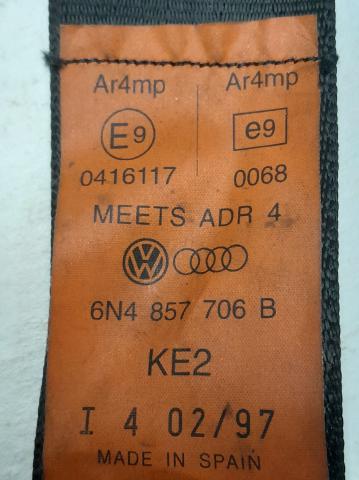 Ar4mp Ar4mp
E9 e9
0416117 0068
MEETS ADR 4
VW
6N4 857 706 B
KE2
I 4 02/97
MADE IN SPAIN